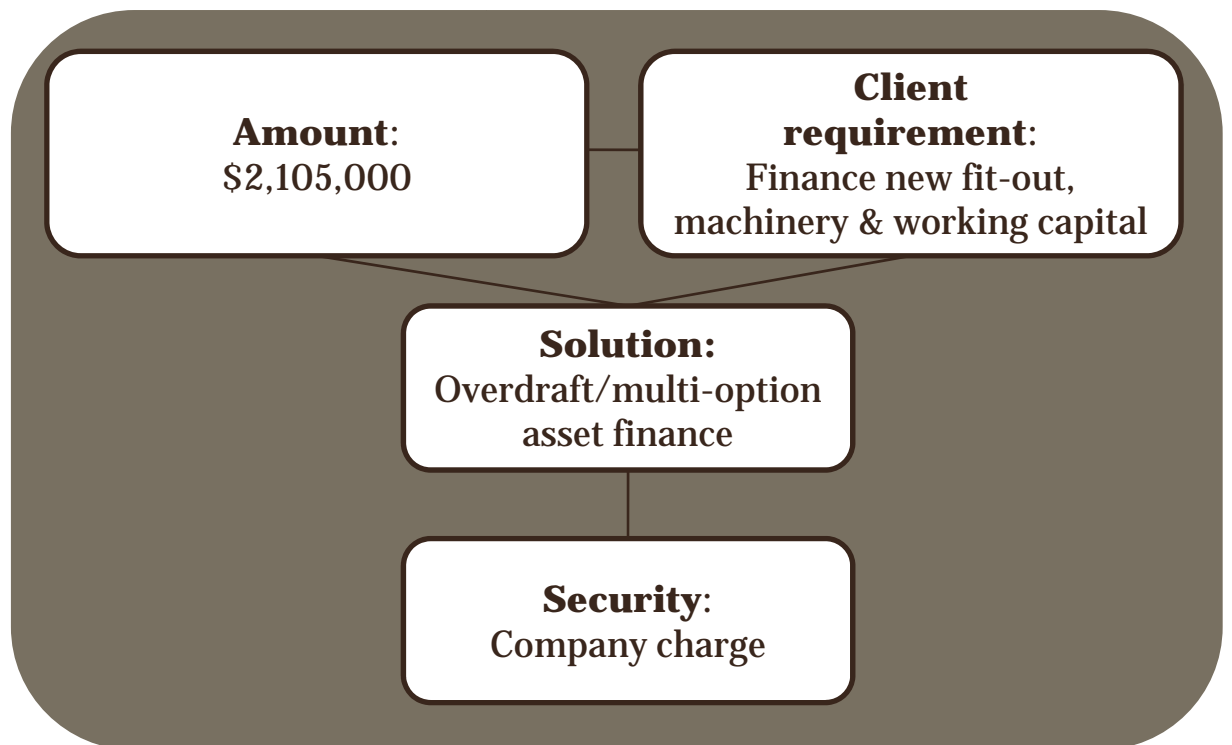 Amount:
$2,105,000
Client
requirement:
Finance new fit-out,
machinery & working capital
Solution:
Overdraft/multi-option
asset finance
Security:
Company charge